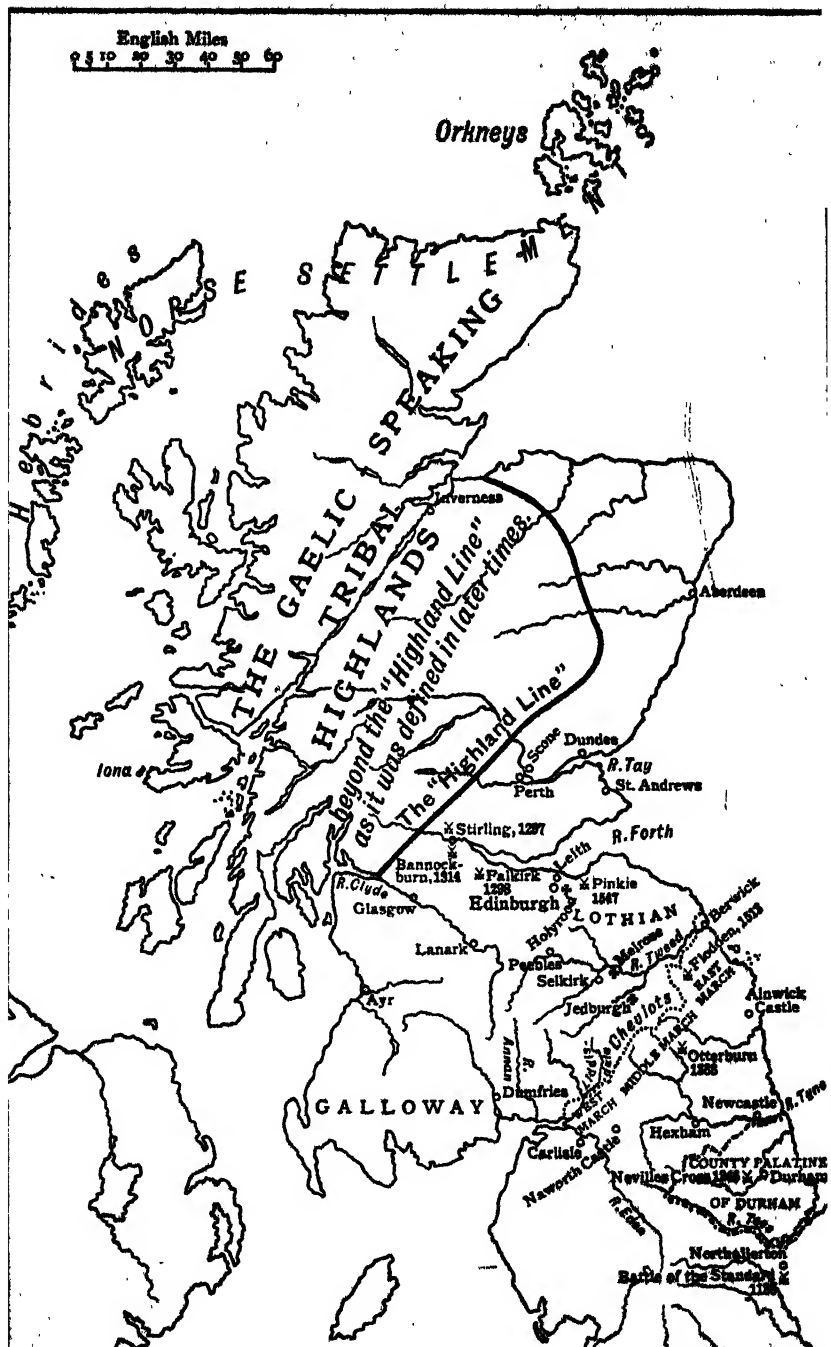 English Miles
0 5 10 20 30 40 50 60
Orkneys
Hebrides
NORSE SETTLEMEN
THE GAELIC SPEAKING
TRIBAL
HIGHLANDS
beyond the "Highland Line"
as it was defined in later times.
The "Highland Line"
Inverness
Aberdeen
Iona
Scone
Dundee
Perth
R. Tay
St. Andrews
Stirling, 1297
R. Forth
Bannock-
burn, 1314
Falkirk
1298
Leith
Pinkie
1547
Edinburgh
Holyrood
LOTHIAN
R. Clyde
Glasgow
Lanark
Peebles
Selkirk
Melrose
R. Tweed
Berwick
Flodden, 1513
EAST
MARCH
Jedburgh
Cheviots
Alnwick
Castle
Ayr
R.
Annan
MIDDLE MARCH
Otterburn
1388
WEST
MARCH
Dumfries
GALLOWAY
Newcastle
R. Tyne
Hexham
Carlisle
Naworth Castle
COUNTY PALATINE
Nevilles Cross
Durham
OF DURHAM
R. Eden
R. Tees
Northallerton
Battle of the Standard